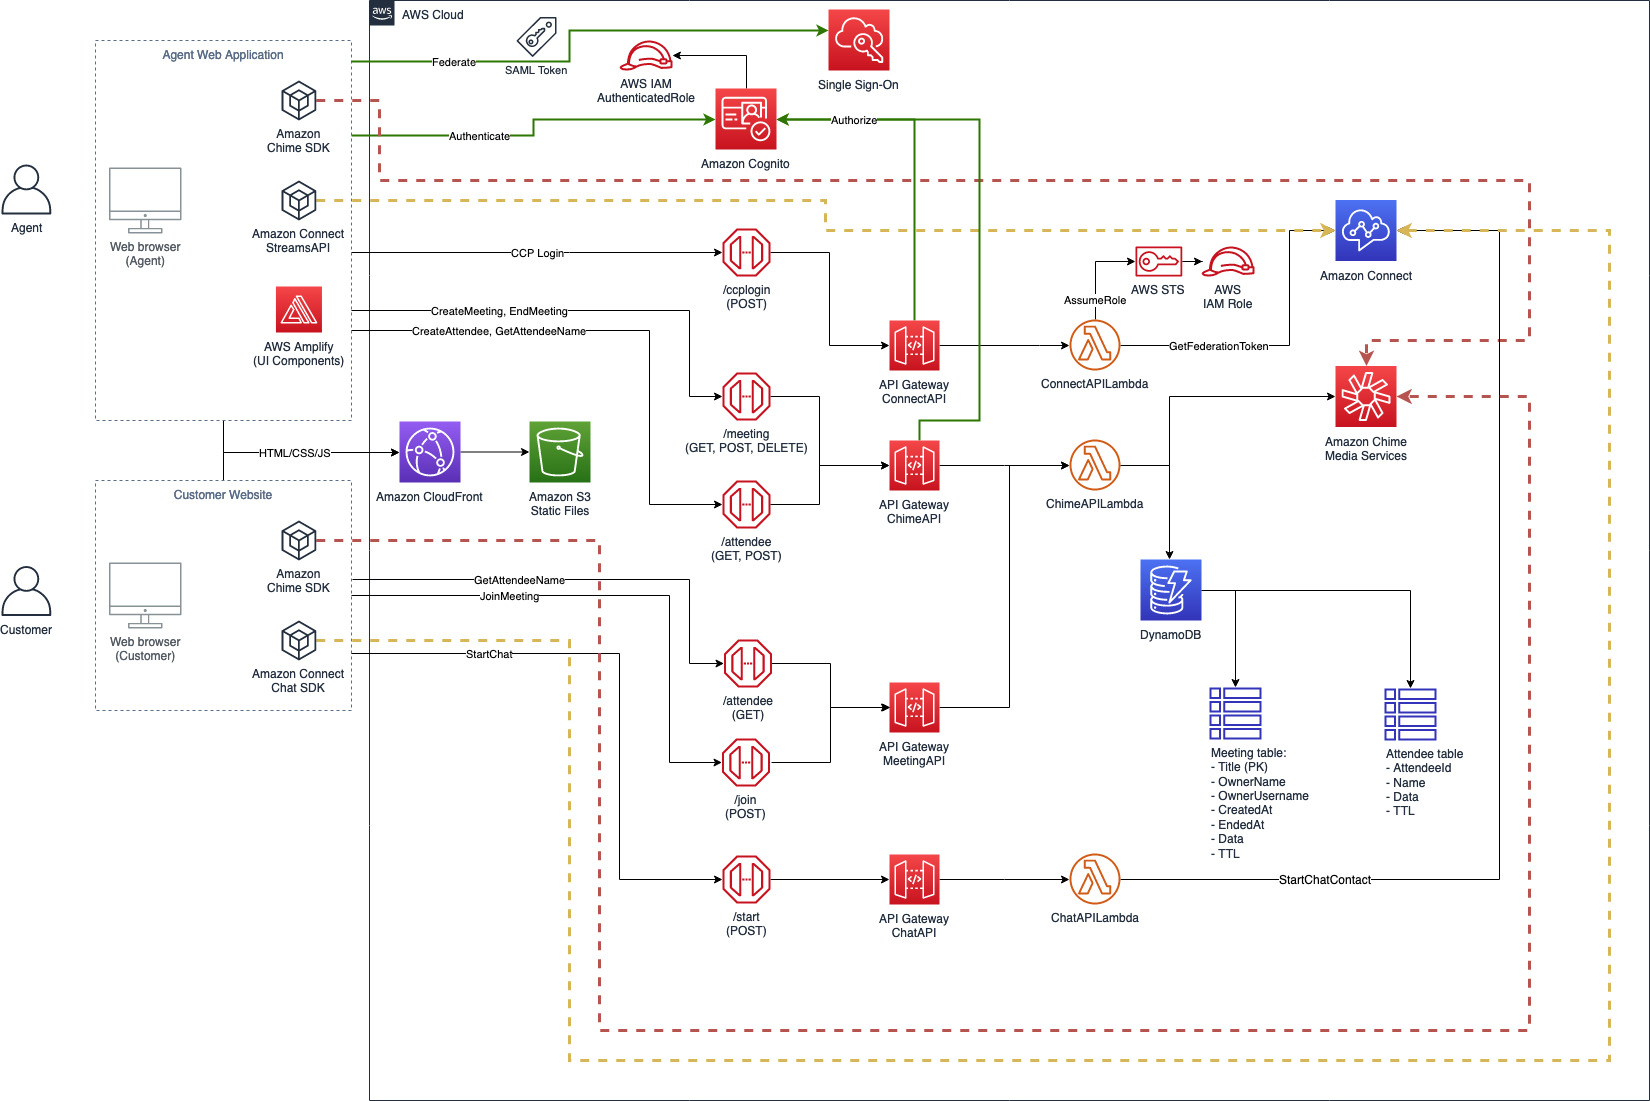 aws
AWS Cloud
Agent Web Application
Federate
SAML Token
Single Sign-On
AWS IAM
AuthenticatedRole
Amazon
Chime SDK
Authenticate
Authorize
Amazon Cognito
Agent
Web browser
(Agent)
Amazon Connect
StreamsAPI
CCP Login
/ccplogin
(POST)
AWS STS
AWS
IAM Role
Amazon Connect
AssumeRole
CreateMeeting, EndMeeting
CreateAttendee, GetAttendeeName
AWS Amplify
(UI Components)
API Gateway
ConnectAPI
ConnectAPILambda
GetFederationToken
/meeting
(GET, POST, DELETE)
Amazon Chime
Media Services
HTML/CSS/JS
Amazon CloudFront
Amazon S3
Static Files
API Gateway
ChimeAPI
ChimeAPILambda
/attendee
(GET, POST)
Customer Website
Amazon
Chime SDK
GetAttendeeName
JoinMeeting
Customer
Web browser
(Customer)
Amazon Connect
Chat SDK
StartChat
DynamoDB
/attendee
(GET)
API Gateway
MeetingAPI
/join
(POST)
Meeting table:
- Title (PK)
- OwnerName
- OwnerUsername
- CreatedAt
- EndedAt
- Data
- TTL
Attendee table
- AttendeeId
- Name
- Data
- TTL
/start
(POST)
API Gateway
ChatAPI
ChatAPILambda
StartChatContact